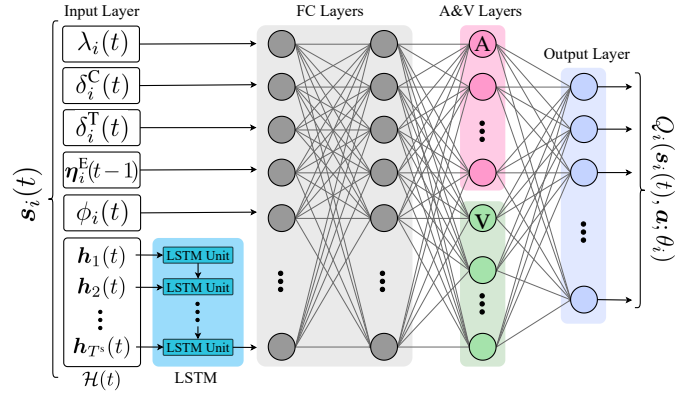 Input Layer
FC Layers
A&V Layers
Output Layer
λ_i(t)
δ_i^C(t)
δ_i^T(t)
η_i^E(t−1)
ϕ_i(t)
h_1(t)
h_2(t)
h_{T^s}(t)
H(t)
s_i(t)
LSTM Unit
LSTM Unit
LSTM Unit
LSTM
A
V
Q_i(s_i(t), a; θ_i)